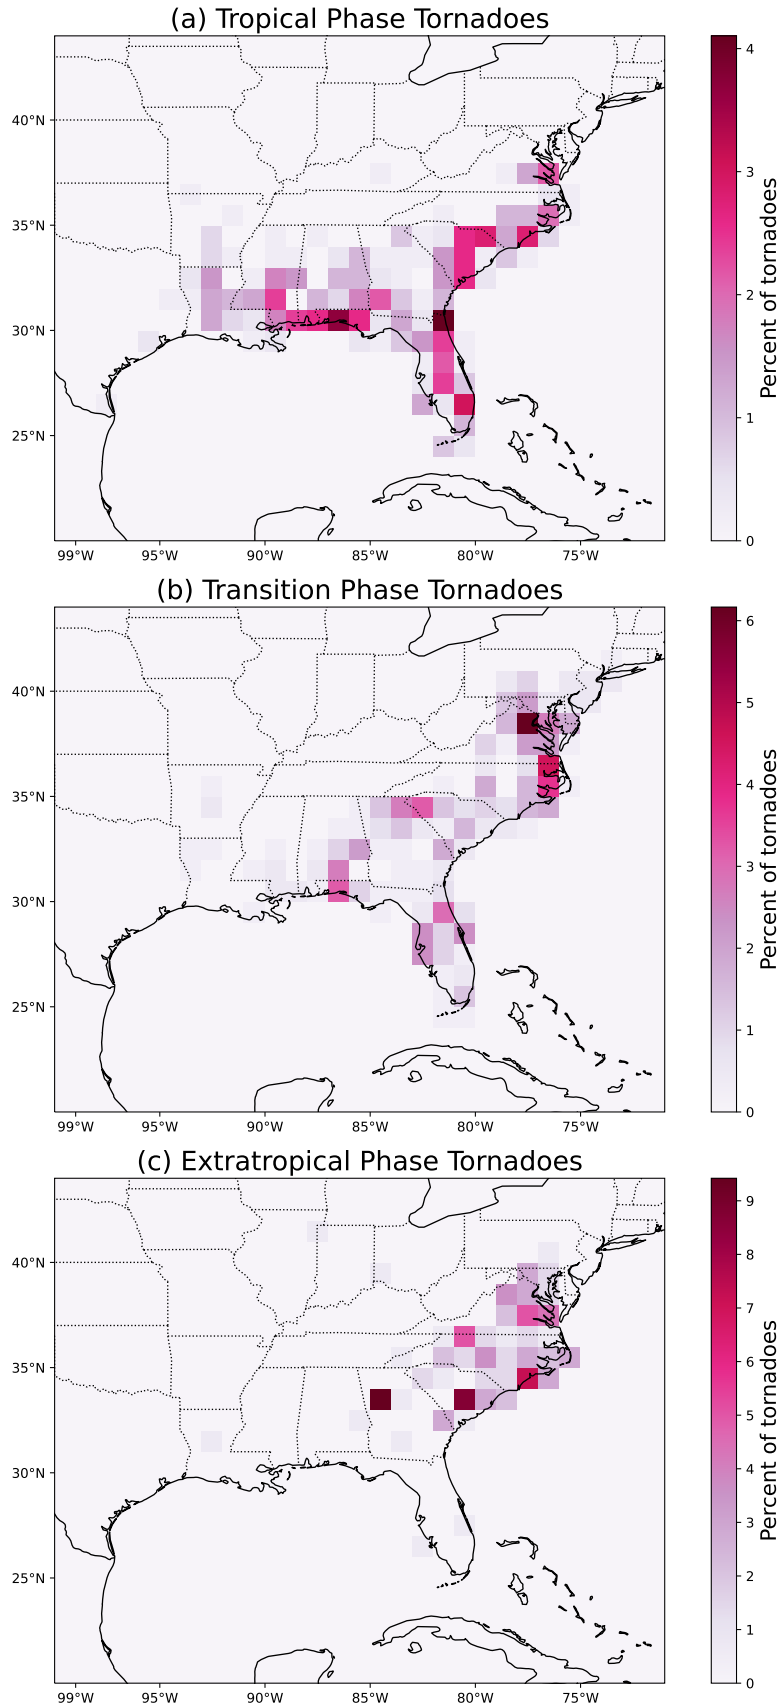 (a) Tropical Phase Tornadoes
40°N
35°N
30°N
25°N
99°W 95°W 90°W 85°W 80°W 75°W
4
3
2
1
0
Percent of tornadoes
(b) Transition Phase Tornadoes
40°N
35°N
30°N
25°N
99°W 95°W 90°W 85°W 80°W 75°W
6
5
4
3
2
1
0
Percent of tornadoes
(c) Extratropical Phase Tornadoes
40°N
35°N
30°N
25°N
99°W 95°W 90°W 85°W 80°W 75°W
9
8
7
6
5
4
3
2
1
0
Percent of tornadoes